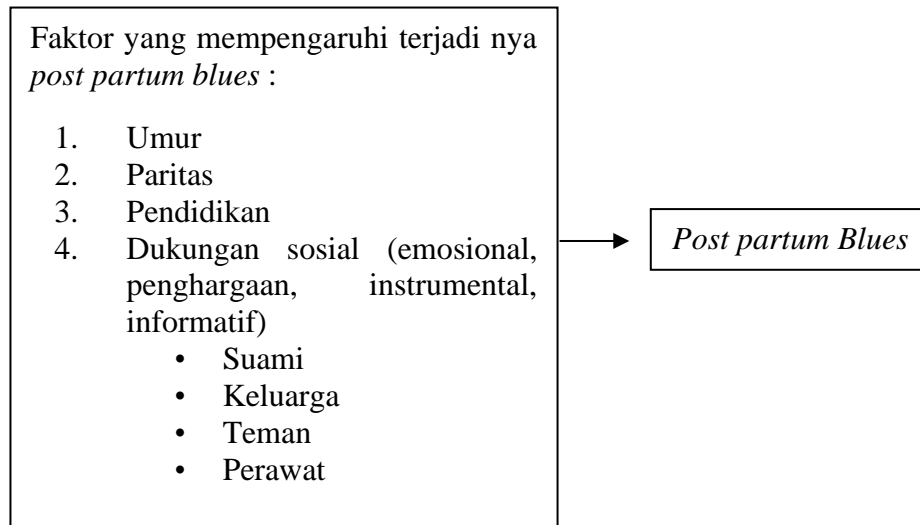 Faktor yang mempengaruhi terjadi nya
post partum blues :
1. Umur
2. Paritas
3. Pendidikan
4. Dukungan sosial (emosional,
penghargaan, instrumental,
informatif)
• Suami
• Keluarga
• Teman
• Perawat
Post partum Blues